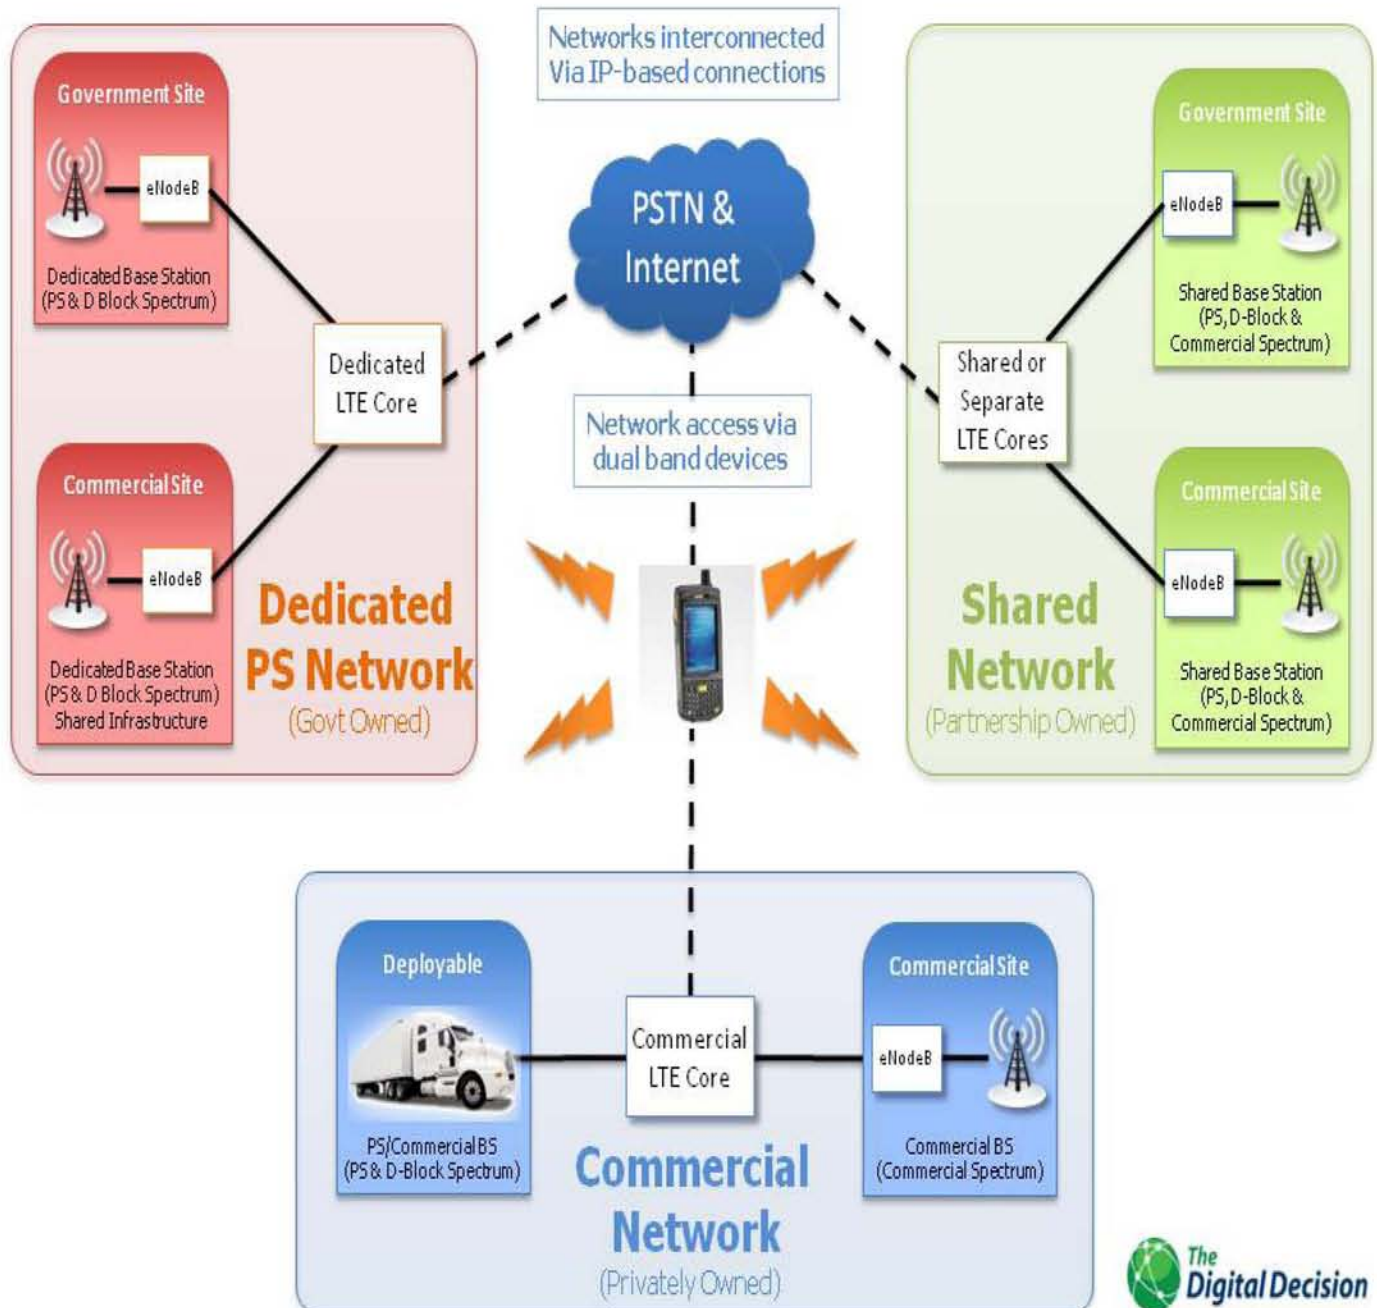 Networks interconnected
Via IP-based connections
Government Site
eNodeB
Dedicated Base Station
(PS & D Block Spectrum)
Dedicated
LTE Core
Commercial Site
eNodeB
Dedicated Base Station
(PS & D Block Spectrum)
Shared Infrastructure
Dedicated
PS Network
(Govt Owned)
PSTN &
Internet
Network access via
dual band devices
Government Site
eNodeB
Shared Base Station
(PS, D-Block &
Commercial Spectrum)
Shared or
Separate
LTE Cores
Commercial Site
eNodeB
Shared Base Station
(PS, D-Block &
Commercial Spectrum)
Shared
Network
(Partnership Owned)
Deployable
PS/Commercial BS
(PS & D-Block Spectrum)
Commercial
LTE Core
Commercial Site
eNodeB
Commercial BS
(Commercial Spectrum)
Commercial
Network
(Privately Owned)
The
Digital Decision